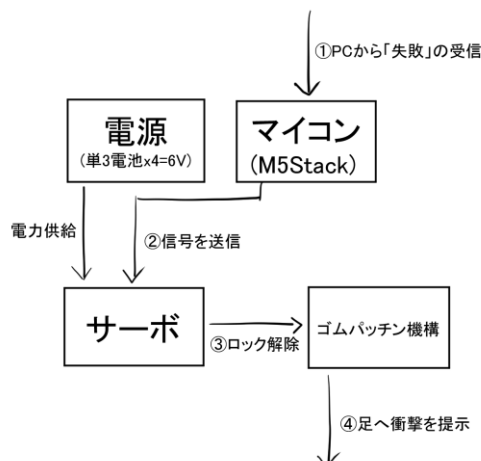 ①PCから「失敗」の受信
電源
(単3電池x4=6V)
マイコン
(M5Stack)
電力供給
②信号を送信
サーボ
③ロック解除
ゴムパッチン機構
④足へ衝撃を提示